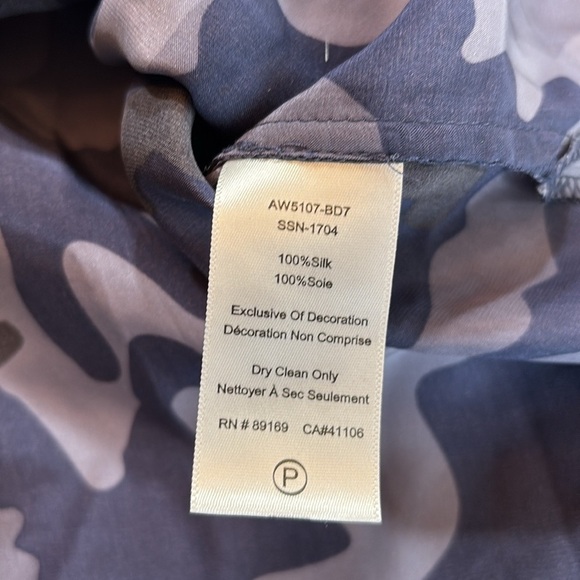 AW5107-BD7
SSN-1704
100%Silk
100%Soie
Exclusive Of Decoration
Décoration Non Comprise
Dry Clean Only
Nettoyer À Sec Seulement
RN # 89169 CA#41106
P